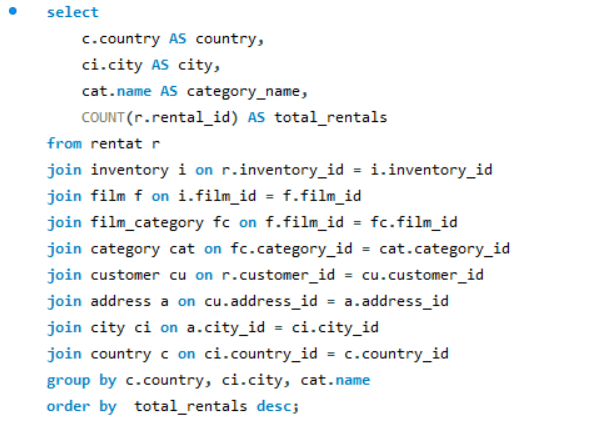 select
c.country AS country,
ci.city AS city,
cat.name AS category_name,
COUNT(r.rental_id) AS total_rentals
from rentat r
join inventory i on r.inventory_id = i.inventory_id
join film f on i.film_id = f.film_id
join film_category fc on f.film_id = fc.film_id
join category cat on fc.category_id = cat.category_id
join customer cu on r.customer_id = cu.customer_id
join address a on cu.address_id = a.address_id
join city ci on a.city_id = ci.city_id
join country c on ci.country_id = c.country_id
group by c.country, ci.city, cat.name
order by  total_rentals desc;